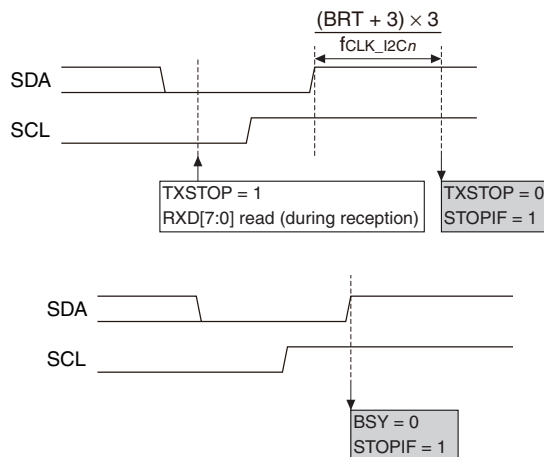 (BRT + 3) × 3
fCLK_I2Cn
SDA
SCL
TXSTOP = 1
RXD[7:0] read (during reception)
TXSTOP = 0
STOPIF = 1
SDA
SCL
BSY = 0
STOPIF = 1